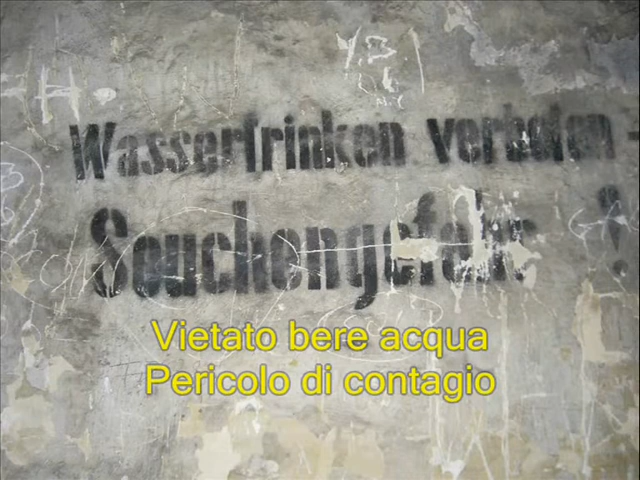 Wassertrinken verboten -
Seuchengefahr !
Vietato bere acqua
Pericolo di contagio